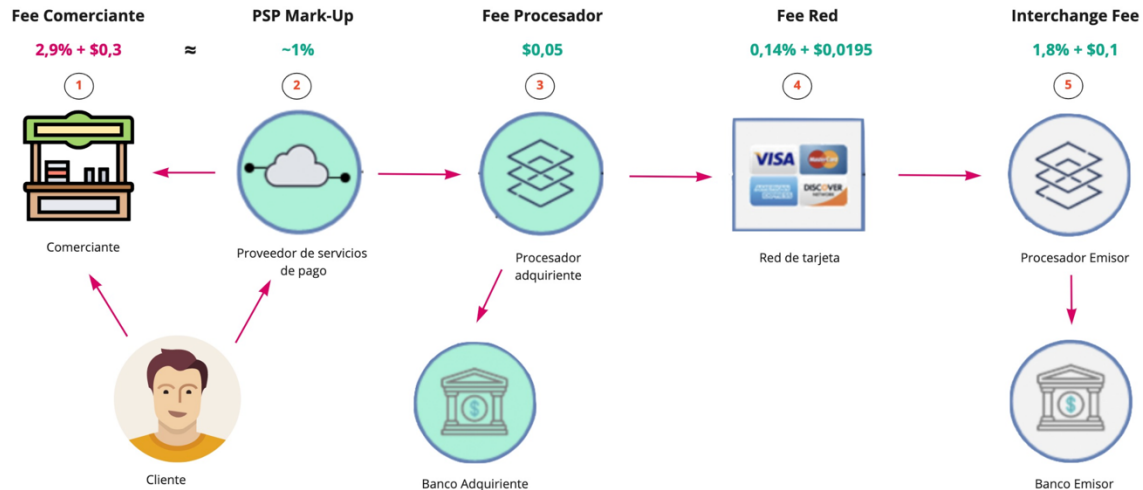 Fee Comerciante
PSP Mark-Up
Fee Procesador
Fee Red
Interchange Fee
2,9% + $0,3
≈
~1%
$0,05
0,14% + $0,0195
1,8% + $0,1
1
2
3
4
5
VISA
MasterCard
AMERICAN EXPRESS
DISCOVER
NETWORK
Comerciante
Proveedor de servicios
de pago
Procesador
adquiriente
Red de tarjeta
Procesador Emisor
$
$
Cliente
Banco Adquiriente
Banco Emisor